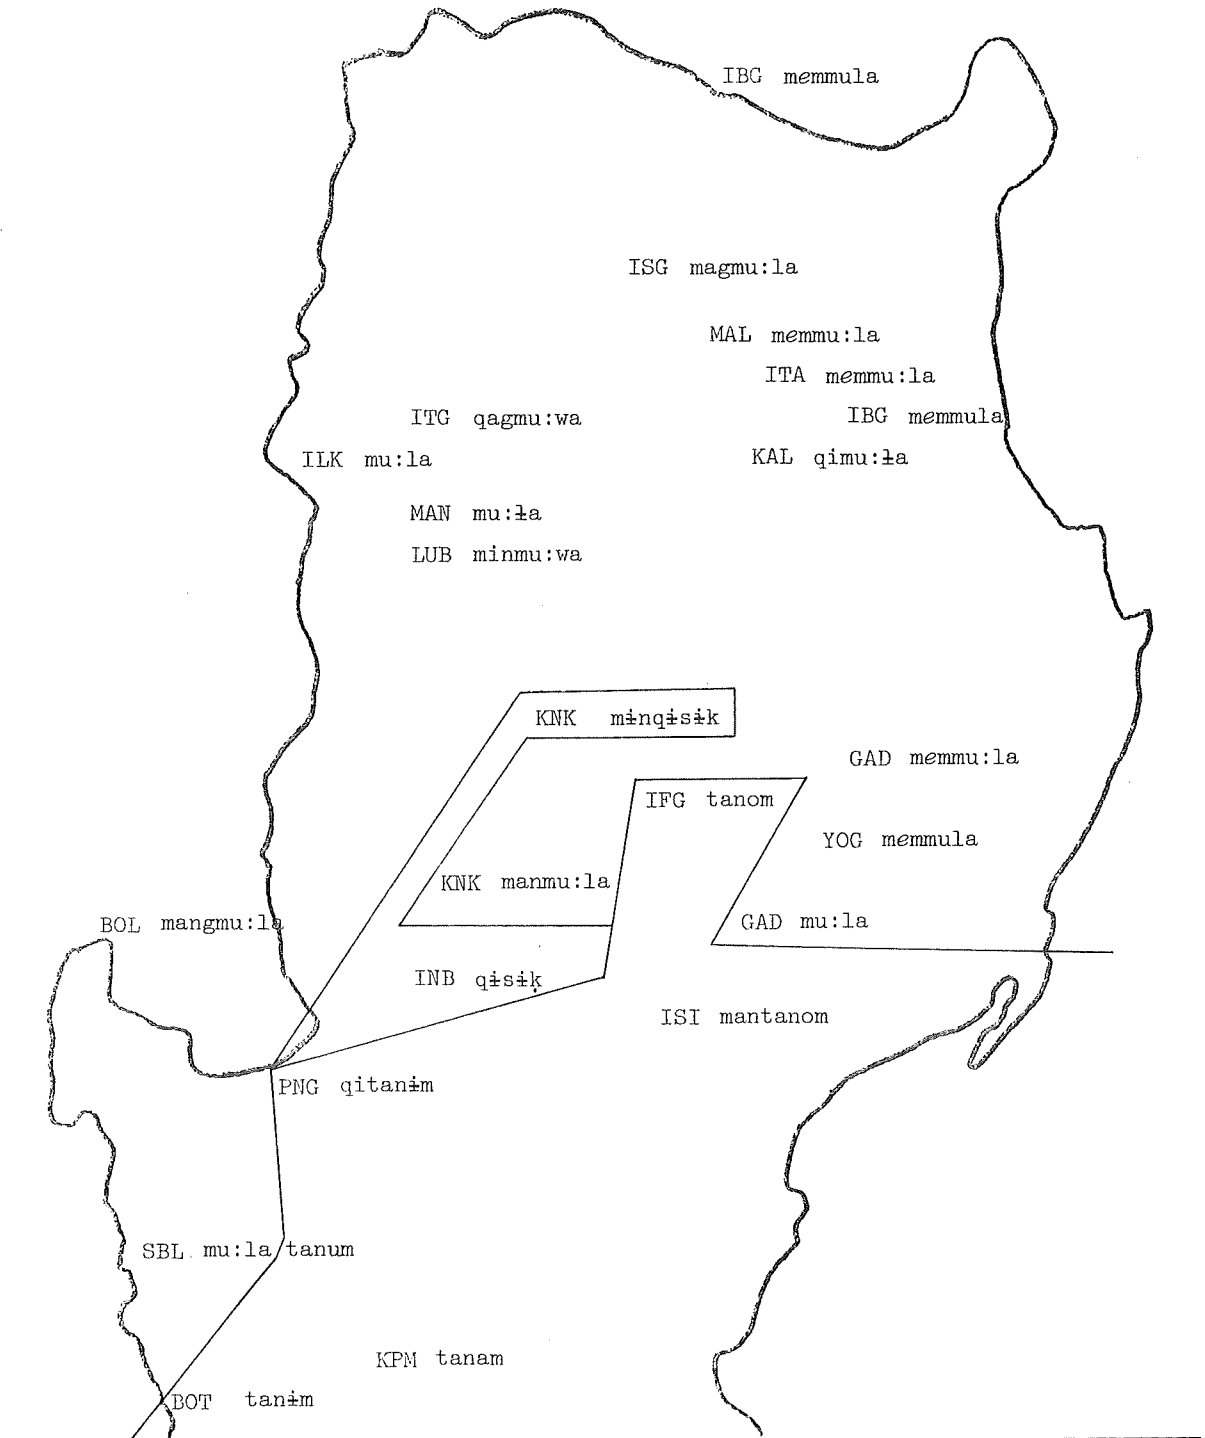 IBG memmula
ISG magmu:la
MAL memmu:la
ITA memmu:la
ITG qagmu:wa
IBG memmula
ILK mu:la
KAL qimu:ƚa
MAN mu:ƚa
LUB minmu:wa
KNK mɨnqɨsɨk
GAD memmu:la
IFG tanom
YOG memmula
KNK manmu:la
BOL mangmu:la
GAD mu:la
INB qɨsɨk
ISI mantanom
PNG qitanɨm
SBL mu:la tanum
KPM tanam
BOT tanɨm